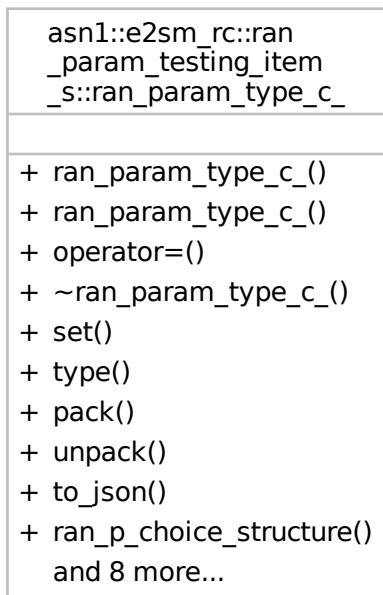 asn1::e2sm_rc::ran
_param_testing_item
_s::ran_param_type_c_
+ ran_param_type_c_()
+ ran_param_type_c_()
+ operator=()
+ ~ran_param_type_c_()
+ set()
+ type()
+ pack()
+ unpack()
+ to_json()
+ ran_p_choice_structure()
and 8 more...